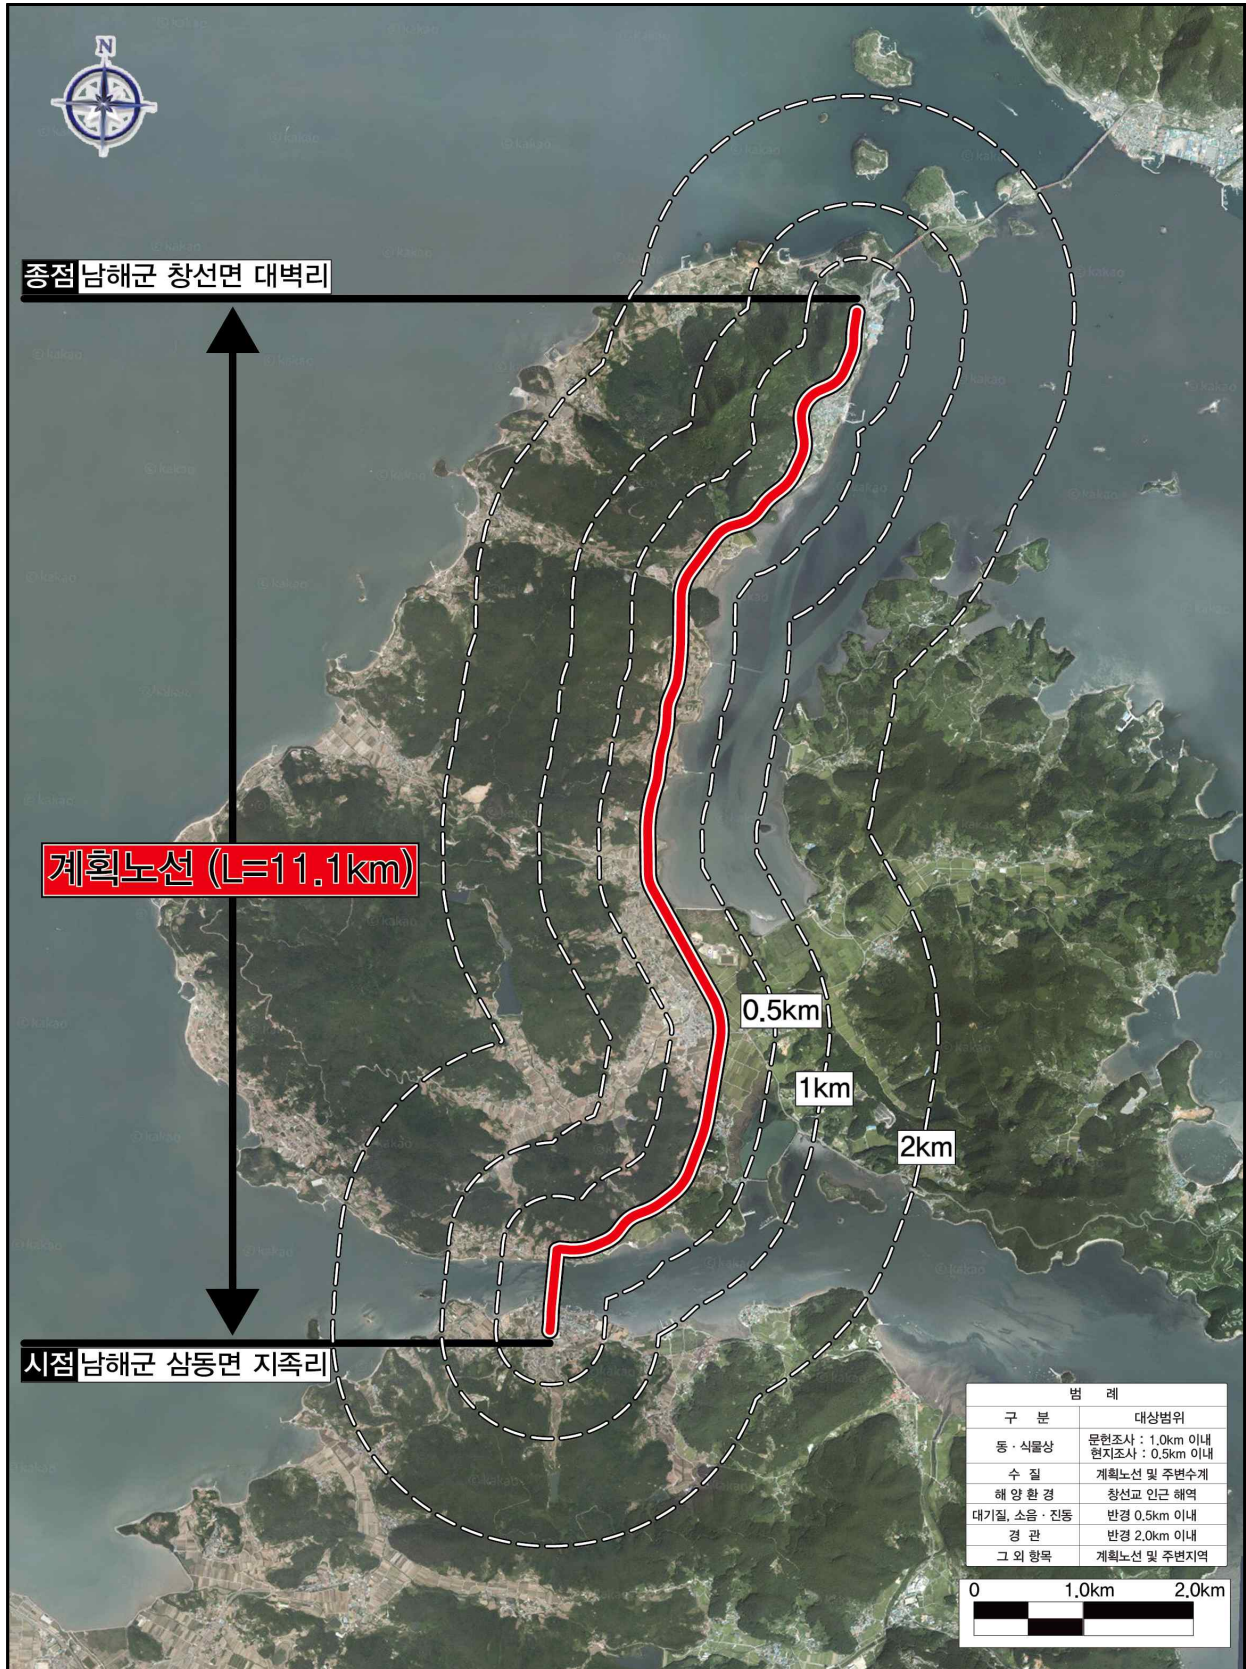 N
종점 남해군 창선면 대벽리
계획노선 (L=11.1km)
0.5km
1km
2km
시점 남해군 삼동면 지족리
범 례
구 분 대상범위
동·식물상 문헌조사 : 1.0km 이내
현지조사 : 0.5km 이내
수 질 계획노선 및 주변수계
해 양 환 경 창선교 인근 해역
대기질, 소음·진동 반경 0.5km 이내
경 관 반경 2.0km 이내
그 외 항목 계획노선 및 주변지역
0 1.0km 2.0km
ⓒ kakao